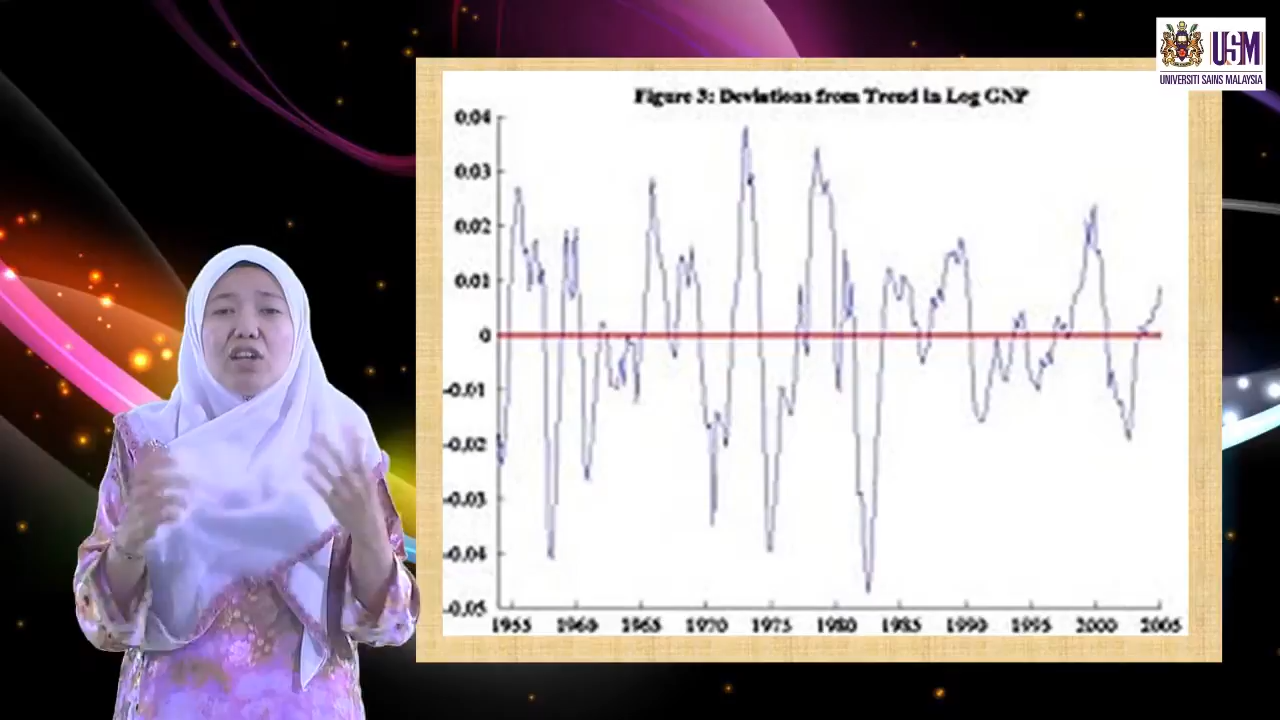 USM
UNIVERSITI SAINS MALAYSIA
Figure 3: Deviations from Trend in Log GNP
0.04
0.03
0.02
0.01
0
-0.01
-0.02
-0.03
-0.04
-0.05
1955 1960 1965 1970 1975 1980 1985 1990 1995 2000 2005